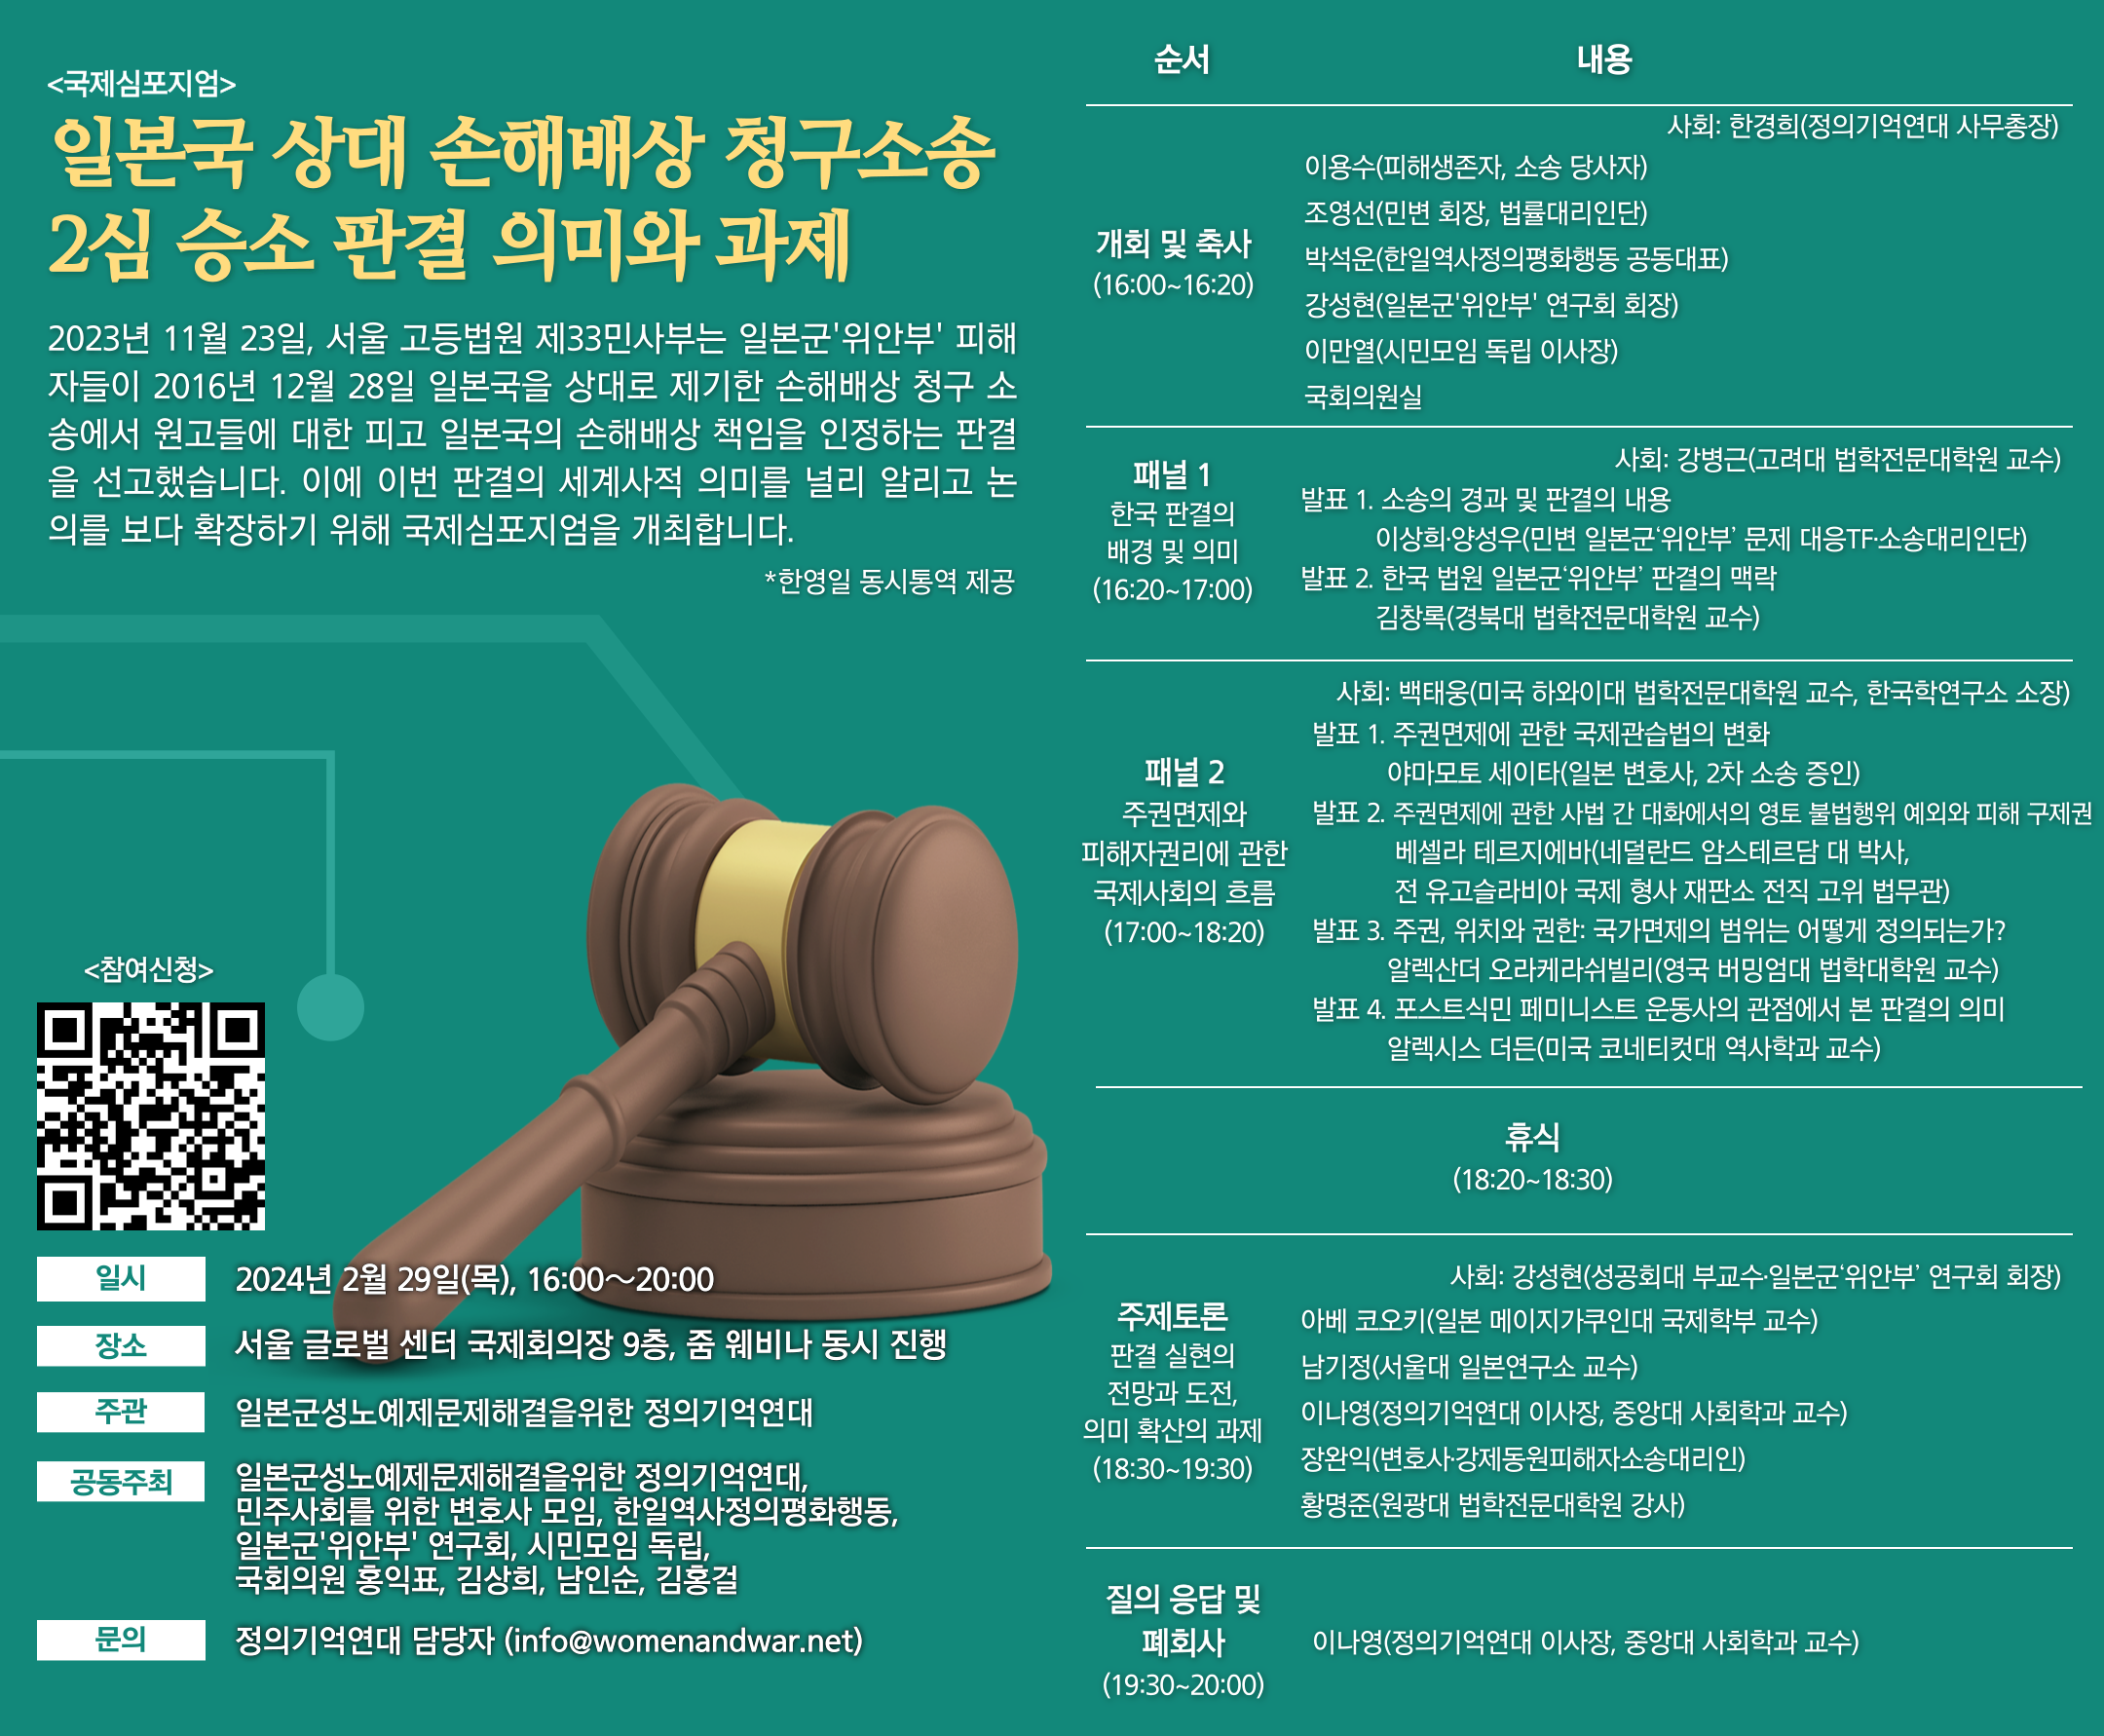 <국제심포지엄>
일본국 상대 손해배상 청구소송
2심 승소 판결 의미와 과제
2023년 11월 23일, 서울 고등법원 제33민사부는 일본군'위안부' 피해
자들이 2016년 12월 28일 일본국을 상대로 제기한 손해배상 청구 소
송에서 원고들에 대한 피고 일본국의 손해배상 책임을 인정하는 판결
을 선고했습니다. 이에 이번 판결의 세계사적 의미를 널리 알리고 논
의를 보다 확장하기 위해 국제심포지엄을 개최합니다.
*한영일 동시통역 제공
<참여신청>
일시
2024년 2월 29일(목), 16:00～20:00
장소
서울 글로벌 센터 국제회의장 9층, 줌 웨비나 동시 진행
주관
일본군성노예제문제해결을위한 정의기억연대
공동주최
일본군성노예제문제해결을위한 정의기억연대,
민주사회를 위한 변호사 모임, 한일역사정의평화행동,
일본군'위안부' 연구회, 시민모임 독립,
국회의원 홍익표, 김상희, 남인순, 김홍걸
문의
정의기억연대 담당자 (info@womenandwar.net)
순서
내용
개회 및 축사
(16:00~16:20)
사회: 한경희(정의기억연대 사무총장)
이용수(피해생존자, 소송 당사자)
조영선(민변 회장, 법률대리인단)
박석운(한일역사정의평화행동 공동대표)
강성현(일본군'위안부' 연구회 회장)
이만열(시민모임 독립 이사장)
국회의원실
패널 1
한국 판결의
배경 및 의미
(16:20~17:00)
사회: 강병근(고려대 법학전문대학원 교수)
발표 1. 소송의 경과 및 판결의 내용
이상희·양성우(민변 일본군‘위안부’ 문제 대응TF·소송대리인단)
발표 2. 한국 법원 일본군‘위안부’ 판결의 맥락
김창록(경북대 법학전문대학원 교수)
패널 2
주권면제와
피해자권리에 관한
국제사회의 흐름
(17:00~18:20)
사회: 백태웅(미국 하와이대 법학전문대학원 교수, 한국학연구소 소장)
발표 1. 주권면제에 관한 국제관습법의 변화
야마모토 세이타(일본 변호사, 2차 소송 증인)
발표 2. 주권면제에 관한 사법 간 대화에서의 영토 불법행위 예외와 피해 구제권
베셀라 테르지에바(네덜란드 암스테르담 대 박사,
전 유고슬라비아 국제 형사 재판소 전직 고위 법무관)
발표 3. 주권, 위치와 권한: 국가면제의 범위는 어떻게 정의되는가?
알렉산더 오라케라쉬빌리(영국 버밍엄대 법학대학원 교수)
발표 4. 포스트식민 페미니스트 운동사의 관점에서 본 판결의 의미
알렉시스 더든(미국 코네티컷대 역사학과 교수)
휴식
(18:20~18:30)
주제토론
판결 실현의
전망과 도전,
의미 확산의 과제
(18:30~19:30)
사회: 강성현(성공회대 부교수·일본군‘위안부’ 연구회 회장)
아베 코오키(일본 메이지가쿠인대 국제학부 교수)
남기정(서울대 일본연구소 교수)
이나영(정의기억연대 이사장, 중앙대 사회학과 교수)
장완익(변호사·강제동원피해자소송대리인)
황명준(원광대 법학전문대학원 강사)
질의 응답 및
폐회사
(19:30~20:00)
이나영(정의기억연대 이사장, 중앙대 사회학과 교수)